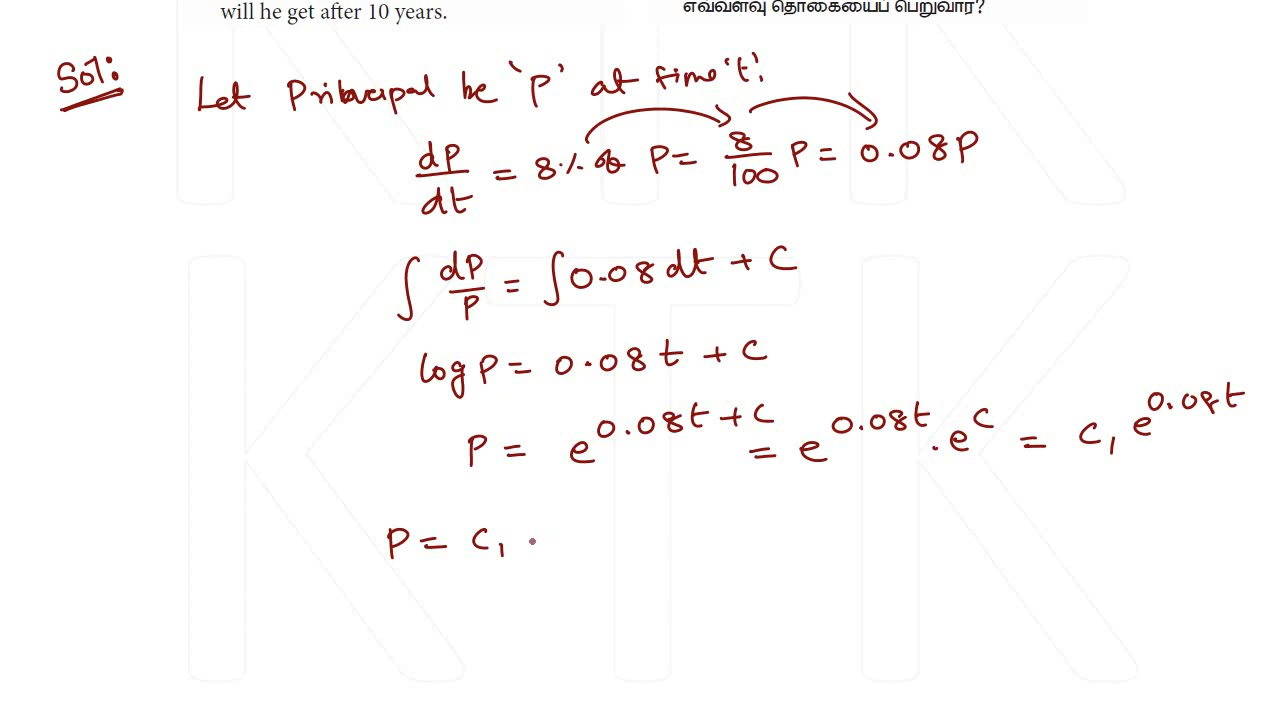 will he get after 10 years.
எவ்வளவு தொகையைப் பெறுவார்?
Sol:
Let Principal be 'P' at time 't'.
dP/dt = 8% of P = 8/100 P = 0.08P
∫ dP/P = ∫ 0.08 dt + C
log P = 0.08t + C
P = e^(0.08t + C) = e^(0.08t) . e^C = C₁ e^(0.08t)
P = C₁ .
K T K
K T K